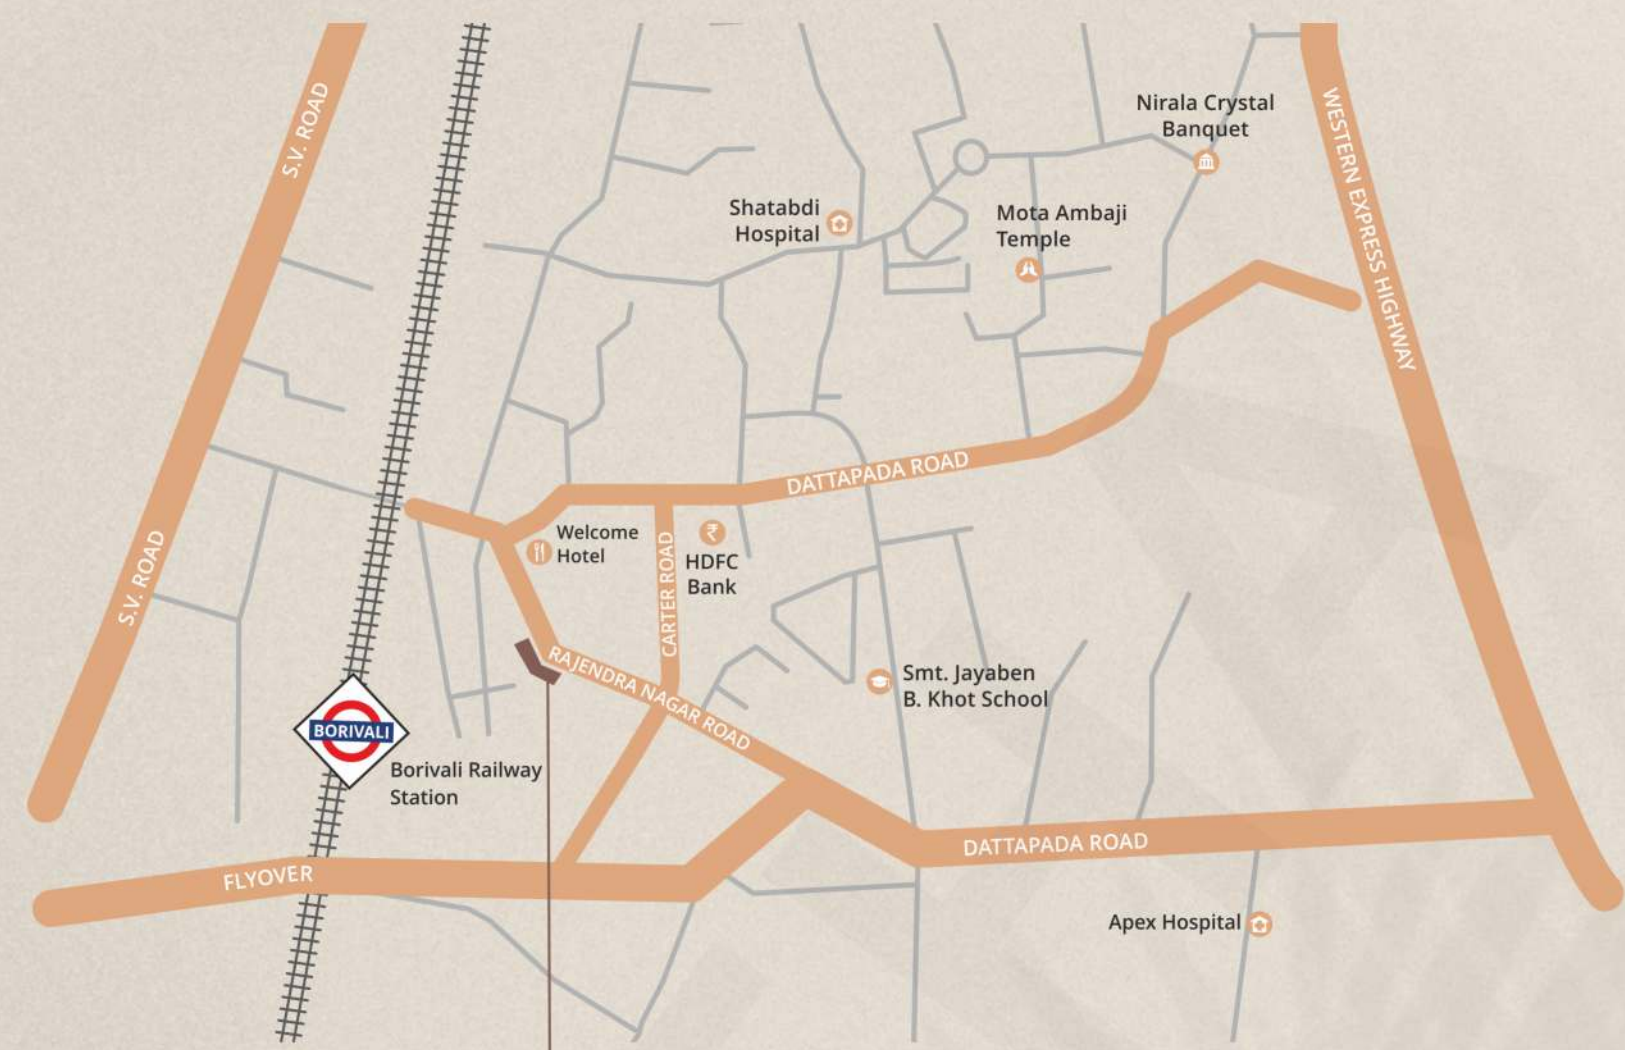 S.V. ROAD
WESTERN EXPRESS HIGHWAY
Nirala Crystal
Banquet
Shatabdi
Hospital
Mota Ambaji
Temple
DATTAPADA ROAD
S.V. ROAD
Welcome
Hotel
CARTER ROAD
₹
HDFC
Bank
RAJENDRA NAGAR ROAD
Smt. Jayaben
B. Khot School
BORIVALI
Borivali Railway
Station
DATTAPADA ROAD
FLYOVER
Apex Hospital